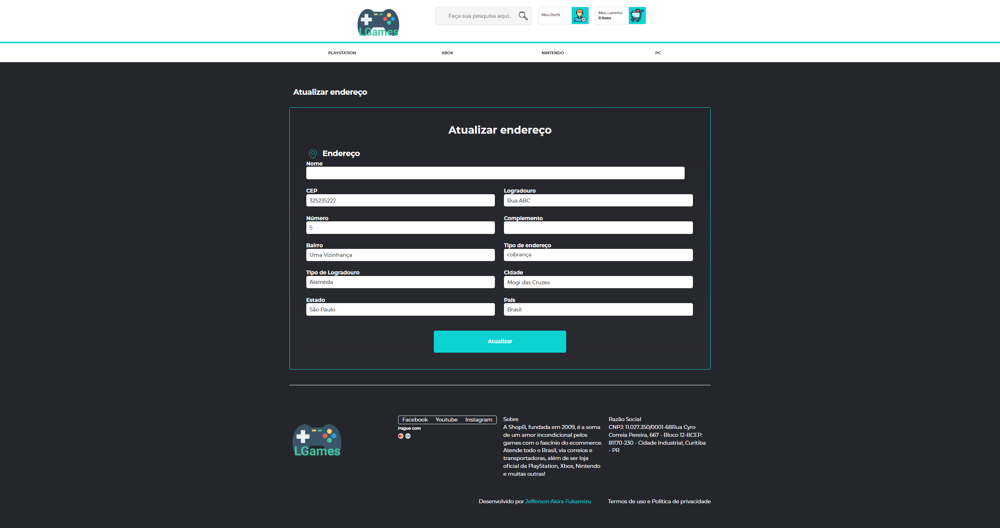 LGames
Faça sua pesquisa aqui_
Meu Perfil
Meu carrinho
0 itens
PLAYSTATION
XBOX
NINTENDO
PC
Atualizar endereço
Atualizar endereço
Endereço
Nome
CEP
Logradouro
325235222
Rua ABC
Número
Complemento
5
Bairro
Tipo de endereço
Uma Vizinhança
cobrança
Tipo de Logradouro
Cidade
Alameda
Mogi das Cruzes
Estado
País
São Paulo
Brasil
Atualizar
LGames
Facebook Youtube Instagram
Pague com
VISA
Sobre
A ShopB, fundada em 2009, é a soma
de um amor incondicional pelos
games com o fascínio do ecommerce.
Atende todo o Brasil, via correios e
transportadoras, além de ser loja
oficial da PlayStation, Xbox, Nintendo
e muitas outras!
Razão Social
CNPJ: 11.027.350/0001-68Rua Cyro
Correia Pereira, 667 - Bloco 12-BCEP:
81170-230 - Cidade Industrial, Curitiba
- PR
Desenvolvido por Jefferson Akira Fukamizu
Termos de uso e Politica de privacidade